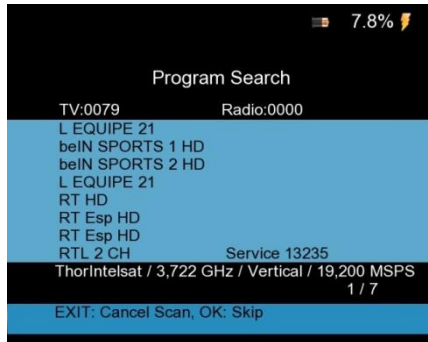 7.8%
Program Search
TV:0079 Radio:0000
L EQUIPE 21
beIN SPORTS 1 HD
beIN SPORTS 2 HD
L EQUIPE 21
RT HD
RT Esp HD
RT Esp HD
RTL 2 CH Service 13235
ThorIntelsat / 3,722 GHz / Vertical / 19,200 MSPS
1 / 7
EXIT: Cancel Scan, OK: Skip